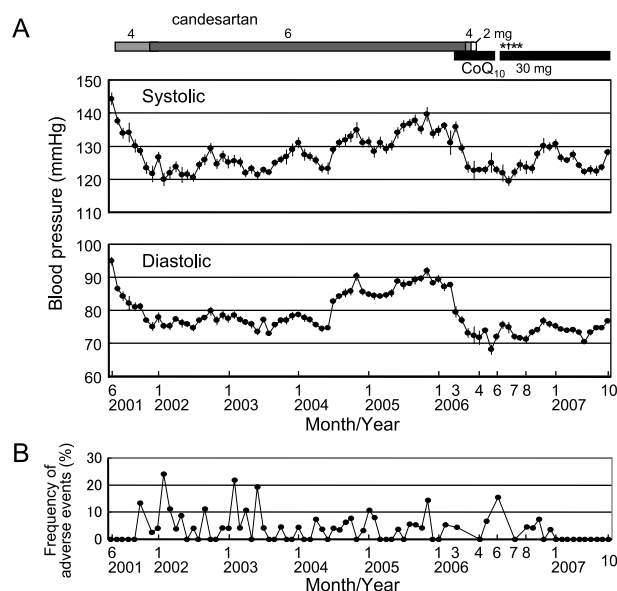 candesartan
A
4 6 4 2 mg
*†**
CoQ10 30 mg
150
140
130
120
110
Systolic
Blood pressure (mmHg)
100
90
80
70
60
Diastolic
6 1 1 1 1 1 3 4 6 7 8 1 10
2001 2002 2003 2004 2005 2006 2007
Month/Year
B
Frequency of
adverse events (%)
30
20
10
0
6 1 1 1 1 1 3 4 6 7 8 1 10
2001 2002 2003 2004 2005 2006 2007
Month/Year